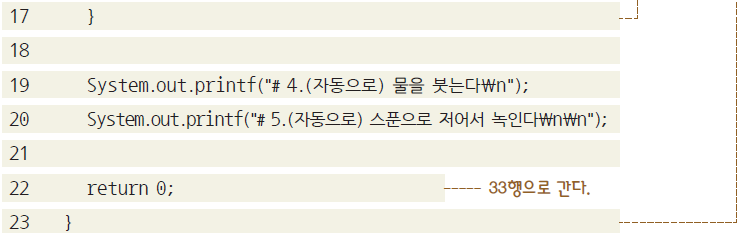 17 }
18
19 System.out.printf("# 4.(자동으로) 물을 붓는다₩n");
20 System.out.printf("# 5.(자동으로) 스푼으로 저어서 녹인다₩n₩n");
21
22 return 0; ----- 33행으로 간다.
23 }